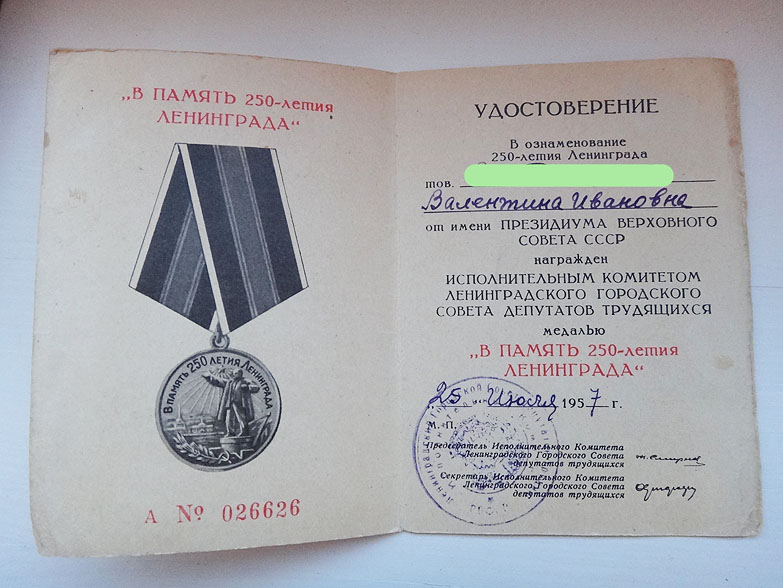 „В ПАМЯТЬ 250-летия
ЛЕНИНГРАДА“
В ПАМЯТЬ 250 ЛЕТИЯ ЛЕНИНГРАДА
А № 026626
УДОСТОВЕРЕНИЕ
В ознаменование
250-летия Ленинграда
тов.
Валентина Ивановна
от имени ПРЕЗИДИУМА ВЕРХОВНОГО
СОВЕТА СССР
награжден
ИСПОЛНИТЕЛЬНЫМ КОМИТЕТОМ
ЛЕНИНГРАДСКОГО ГОРОДСКОГО
СОВЕТА ДЕПУТАТОВ ТРУДЯЩИХСЯ
медалью
„В ПАМЯТЬ 250-летия
ЛЕНИНГРАДА“
25 Июля 1957 г.
М. П.
Председатель Исполнительного Комитета
Ленинградского Городского Совета
депутатов трудящихся
Секретарь Исполнительного Комитета
Ленинградского Городского Совета
депутатов трудящихся